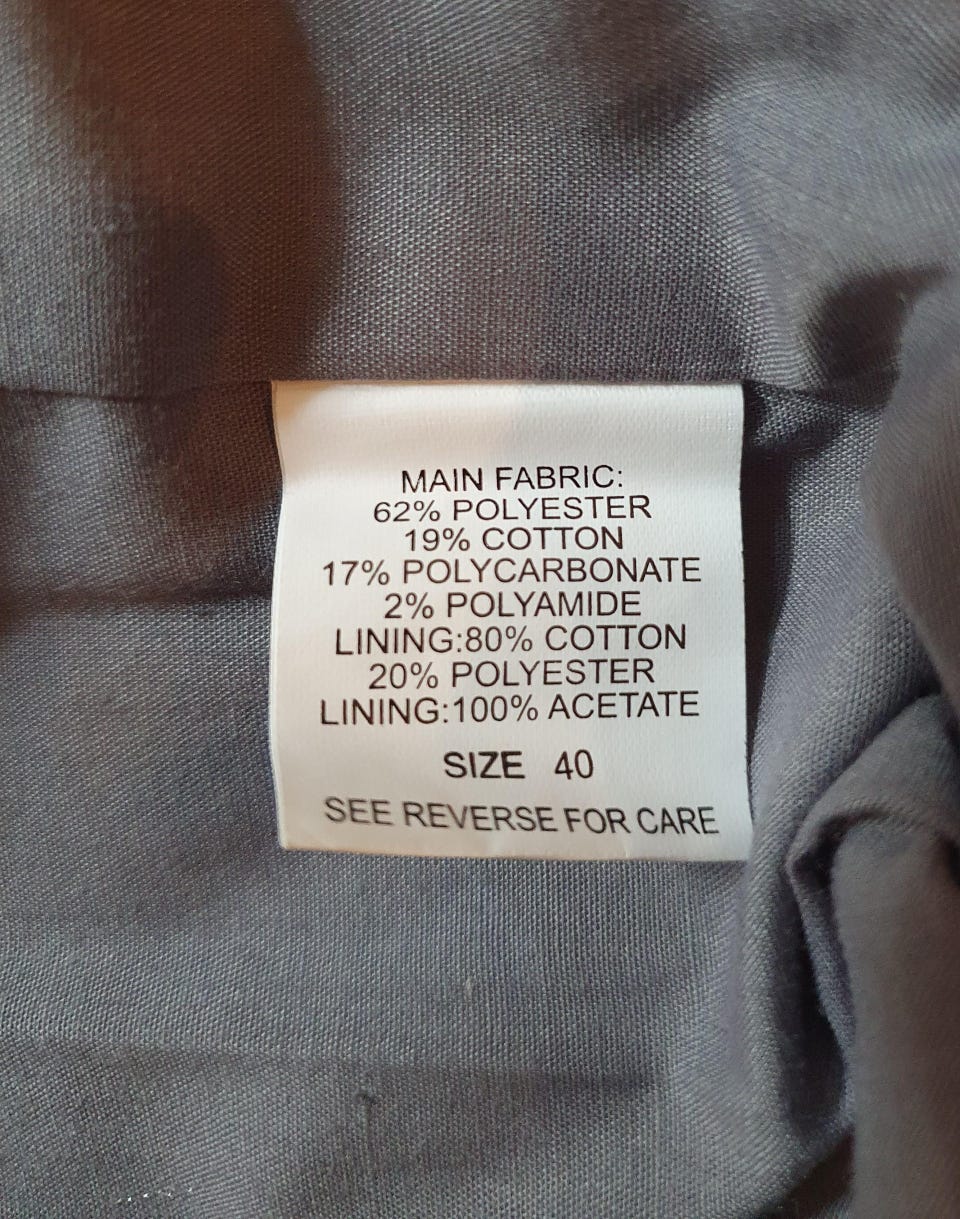 MAIN FABRIC:
62% POLYESTER
19% COTTON
17% POLYCARBONATE
2% POLYAMIDE
LINING:80% COTTON
20% POLYESTER
LINING:100% ACETATE
SIZE 40
SEE REVERSE FOR CARE